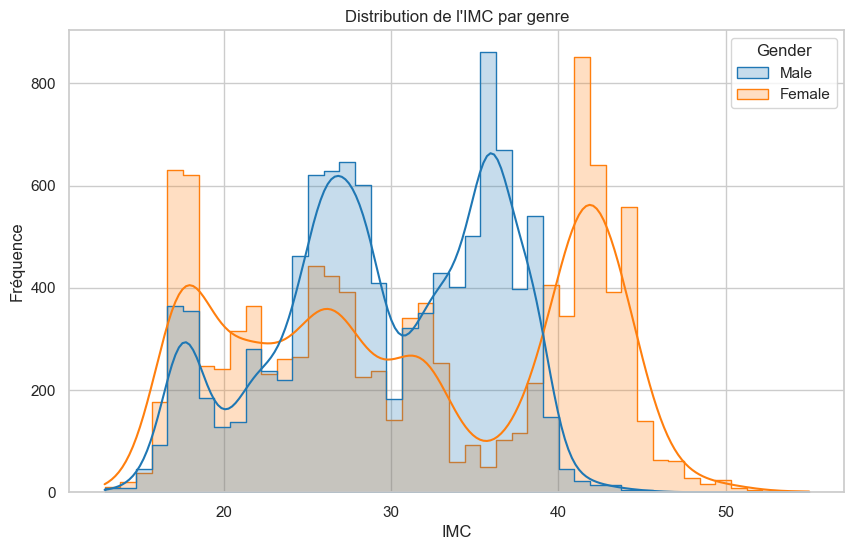 Distribution de l'IMC par genre
Gender
Male
Female
Fréquence
800
600
400
200
0
20 30 40 50
IMC